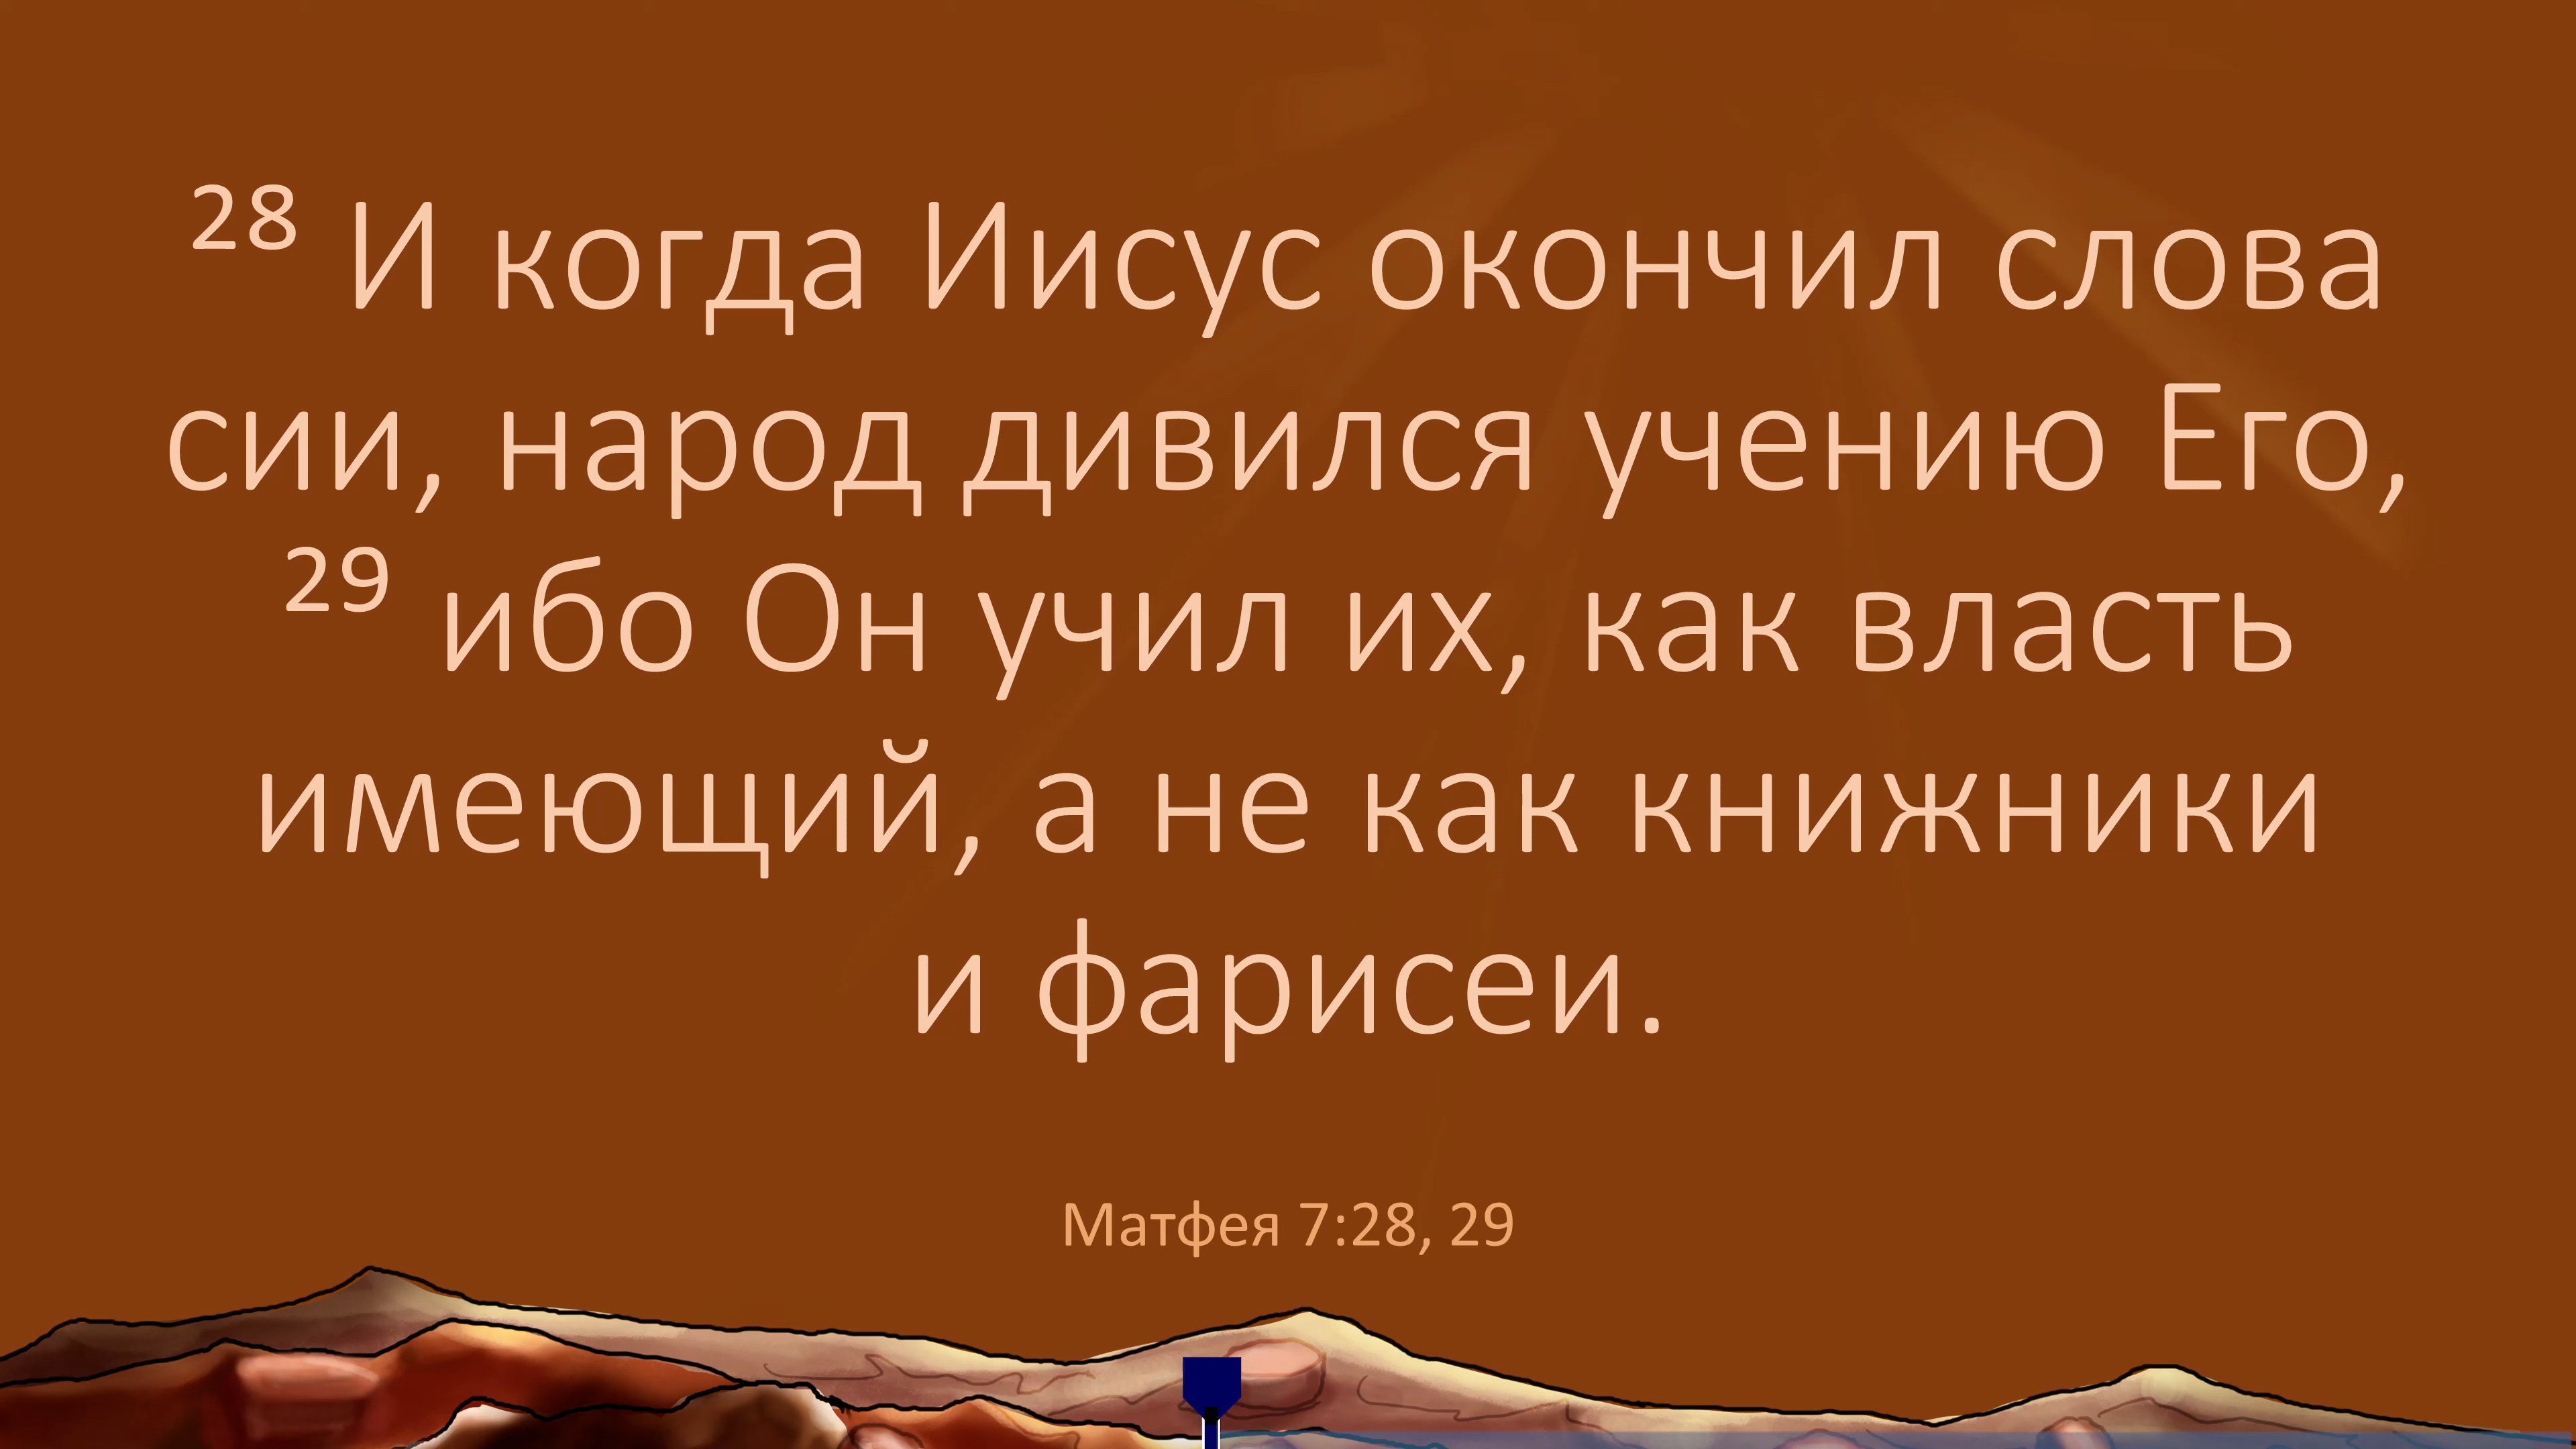 ²⁸ И когда Иисус окончил слова
сии, народ дивился учению Его,
²⁹ ибо Он учил их, как власть
имеющий, а не как книжники
и фарисеи.
Матфея 7:28, 29